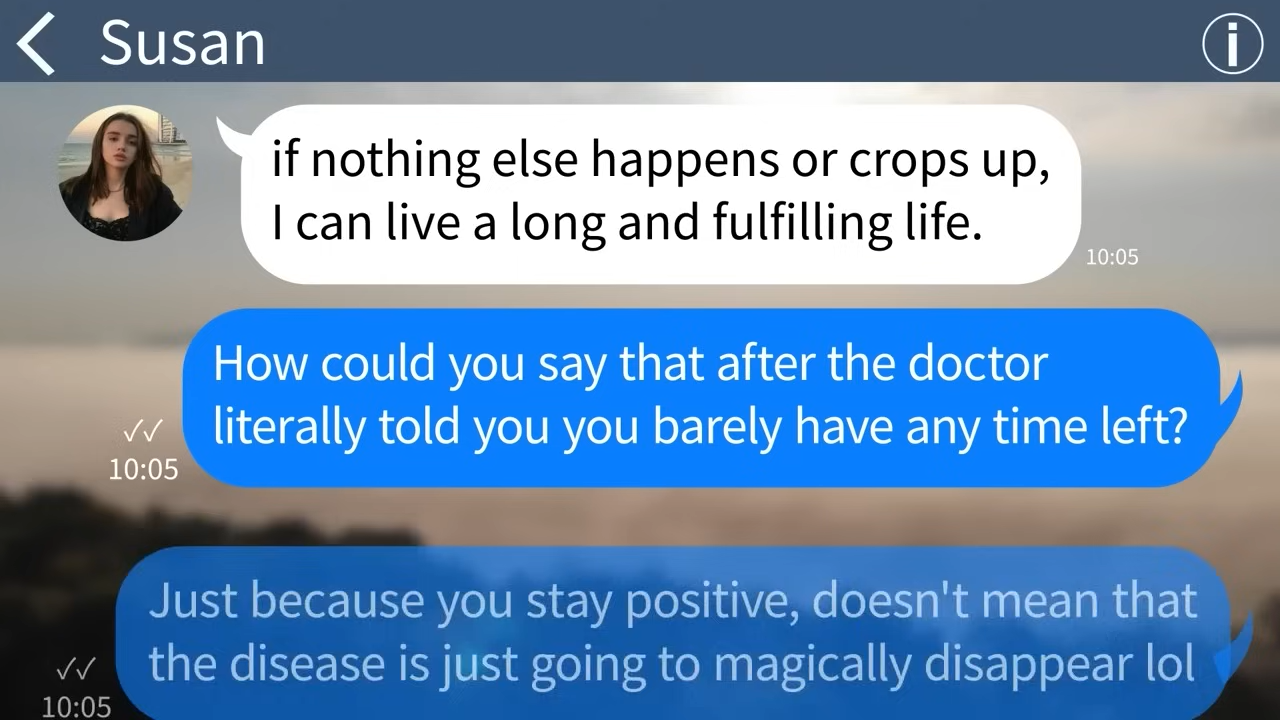 Susan
if nothing else happens or crops up,
I can live a long and fulfilling life.
10:05
How could you say that after the doctor
literally told you you barely have any time left?
10:05
Just because you stay positive, doesn't mean that
the disease is just going to magically disappear lol
10:05